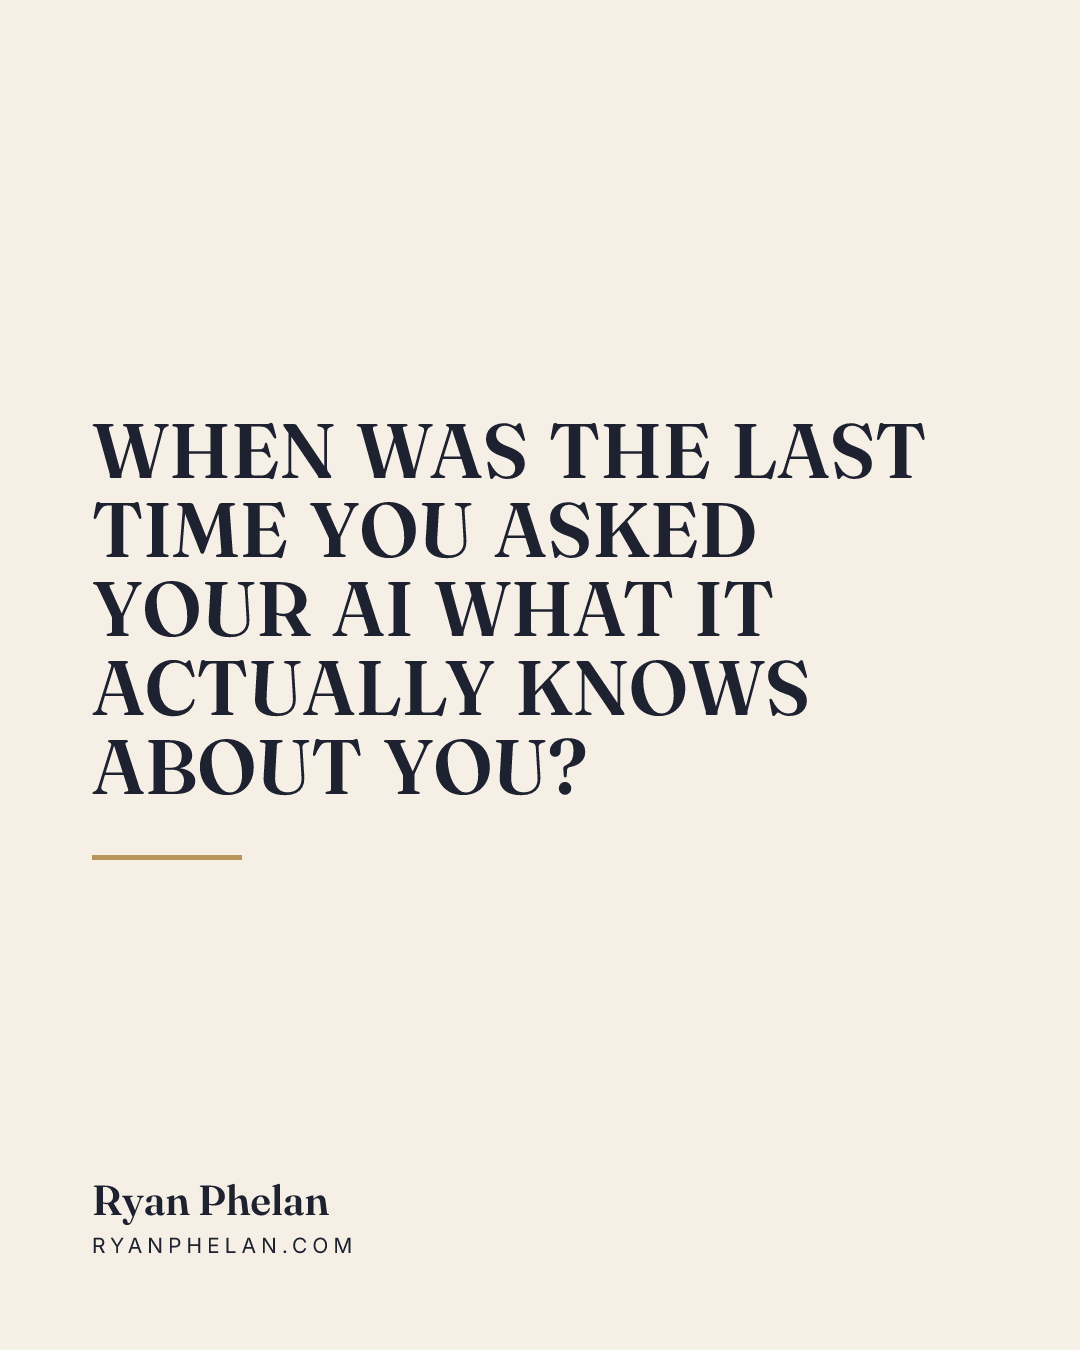 WHEN WAS THE LAST
TIME YOU ASKED
YOUR AI WHAT IT
ACTUALLY KNOWS
ABOUT YOU?
Ryan Phelan
RYANPHELAN.COM